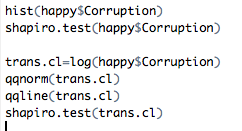 hist(happy$Corruption)
shapiro.test(happy$Corruption)

trans.cl=log(happy$Corruption)
qqnorm(trans.cl)
qqline(trans.cl)
shapiro.test(trans.cl)